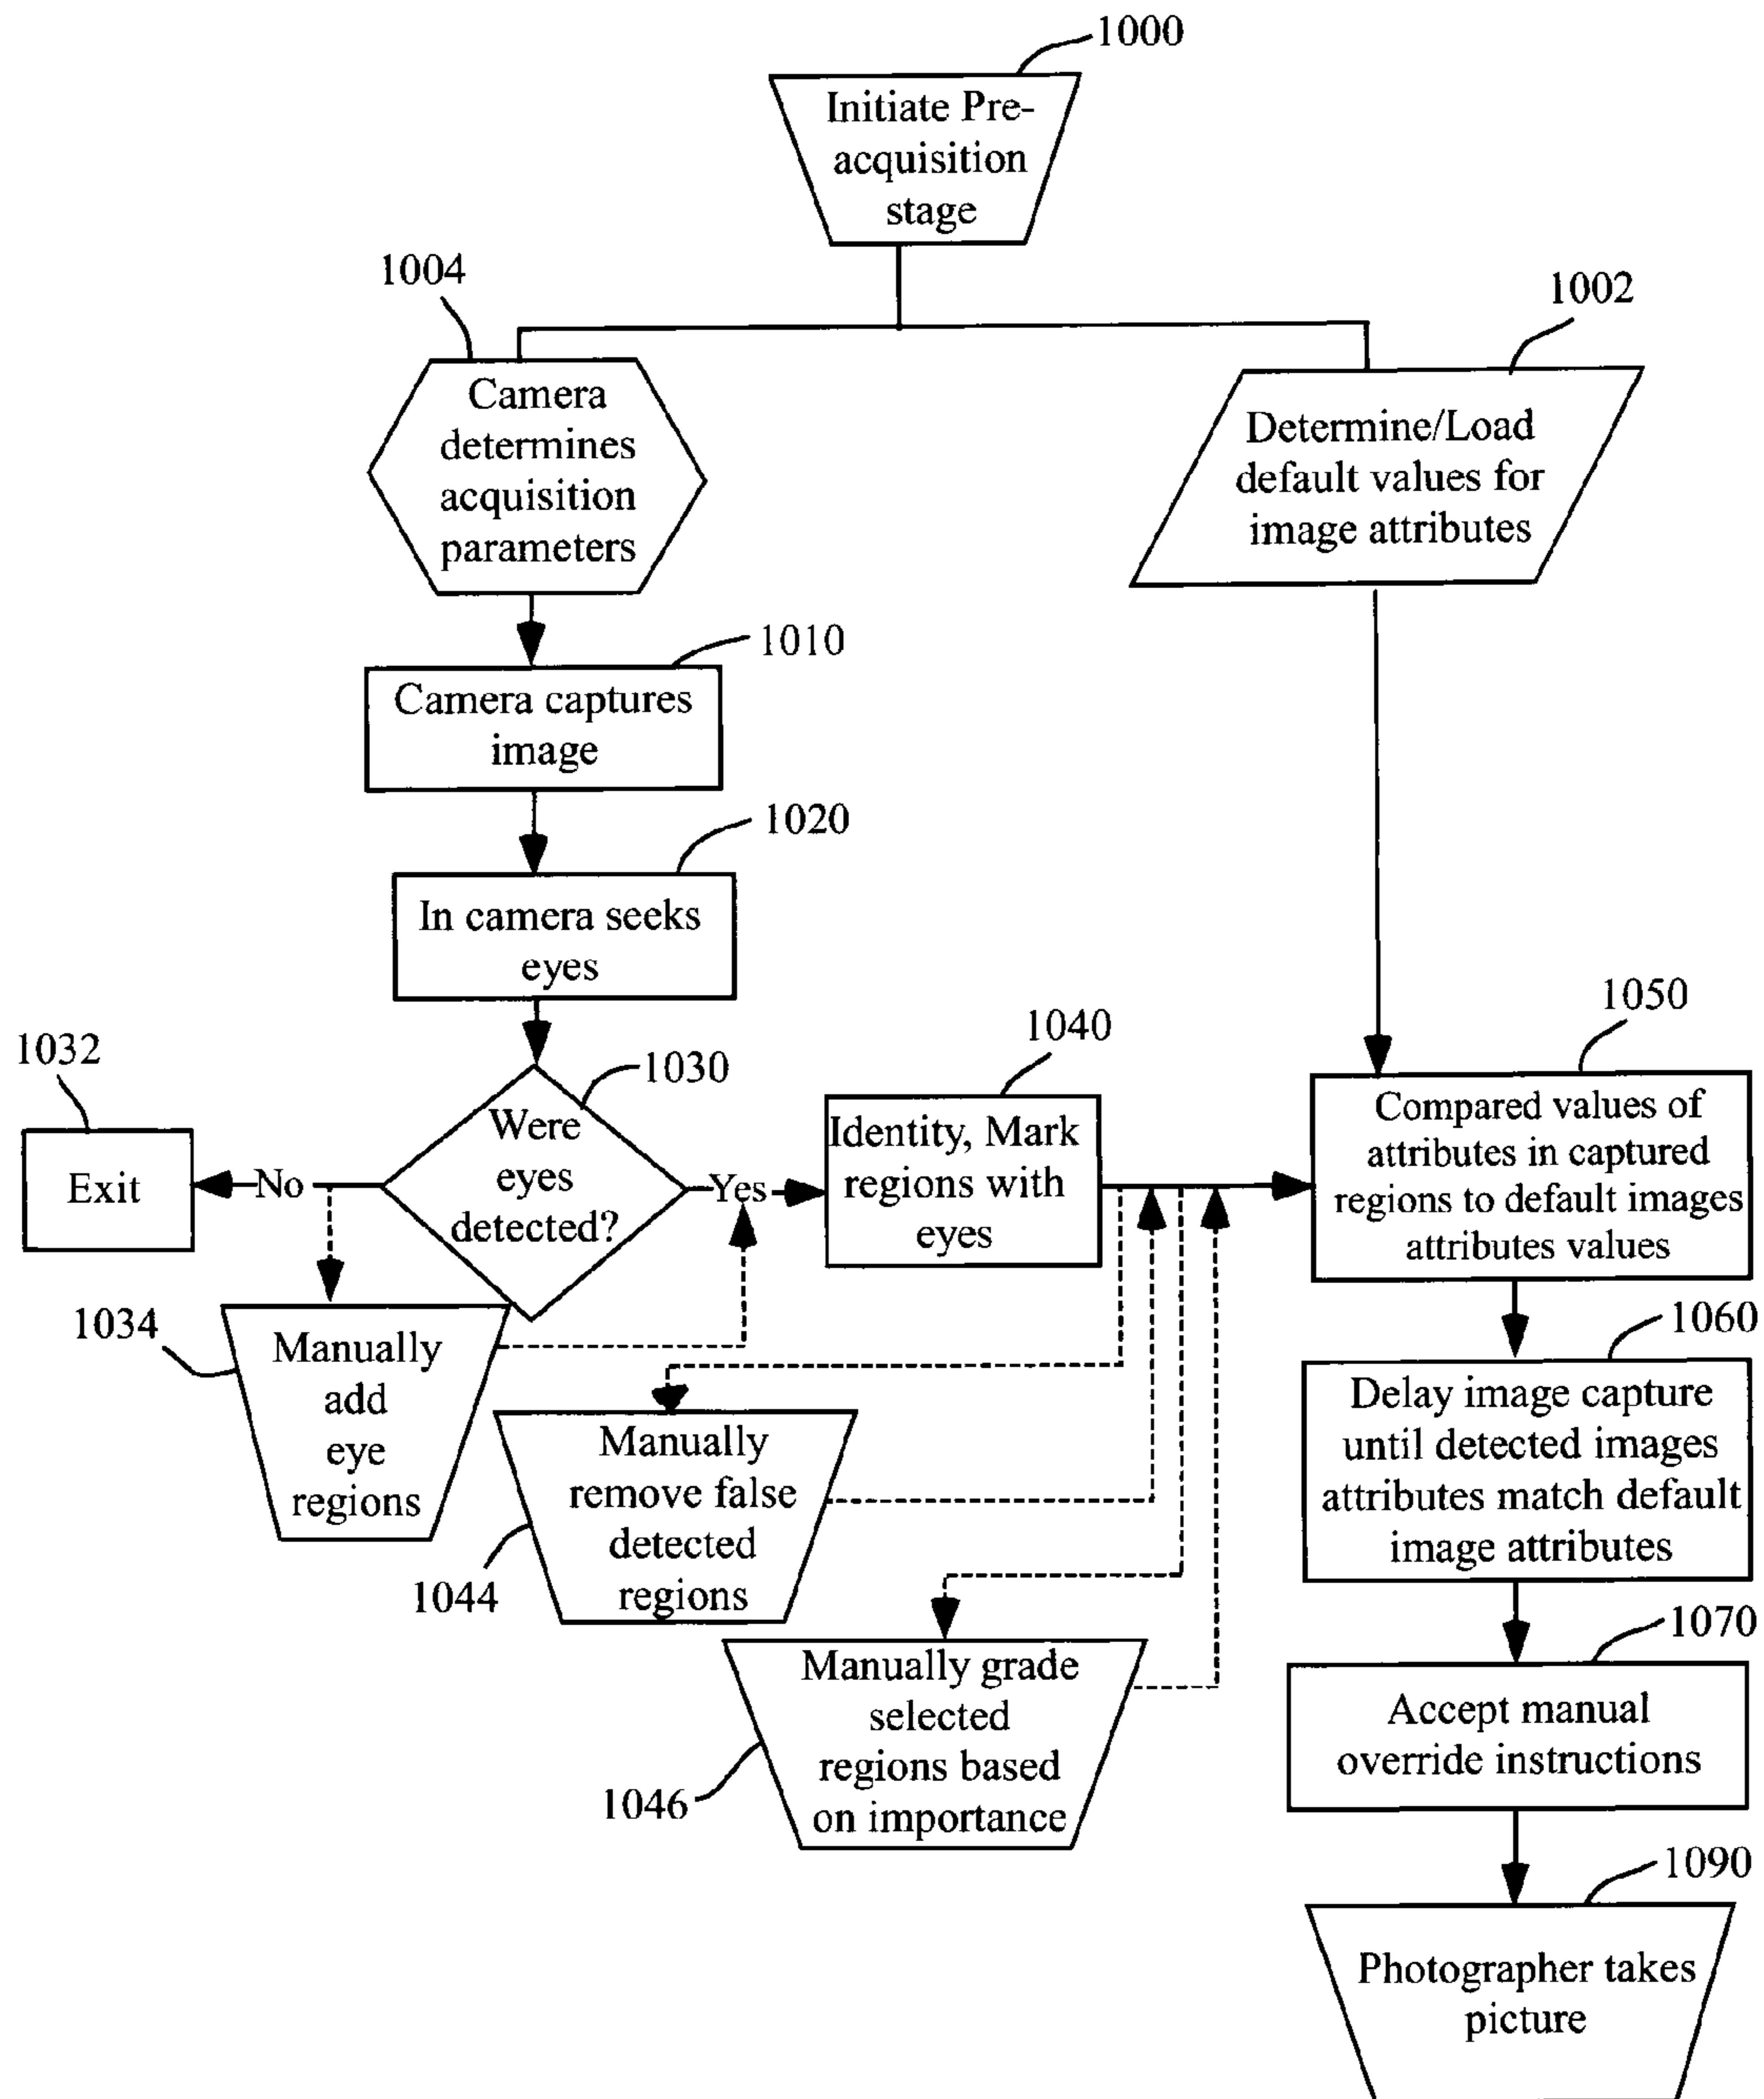 1000
Initiate Pre-
acquisition
stage
1004
1002
Camera
determines
acquisition
parameters
Determine/Load
default values for
image attributes
1010
Camera captures
image
1020
In camera seeks
eyes
1030
Were
eyes
detected?
1032
Exit
No
Yes
1034
Manually
add
eye
regions
1040
Identity, Mark
regions with
eyes
1044
Manually
remove false
detected
regions
1046
Manually grade
selected
regions based
on importance
1050
Compared values of
attributes in captured
regions to default images
attributes values
1060
Delay image capture
until detected images
attributes match default
image attributes
1070
Accept manual
override instructions
1090
Photographer takes
picture